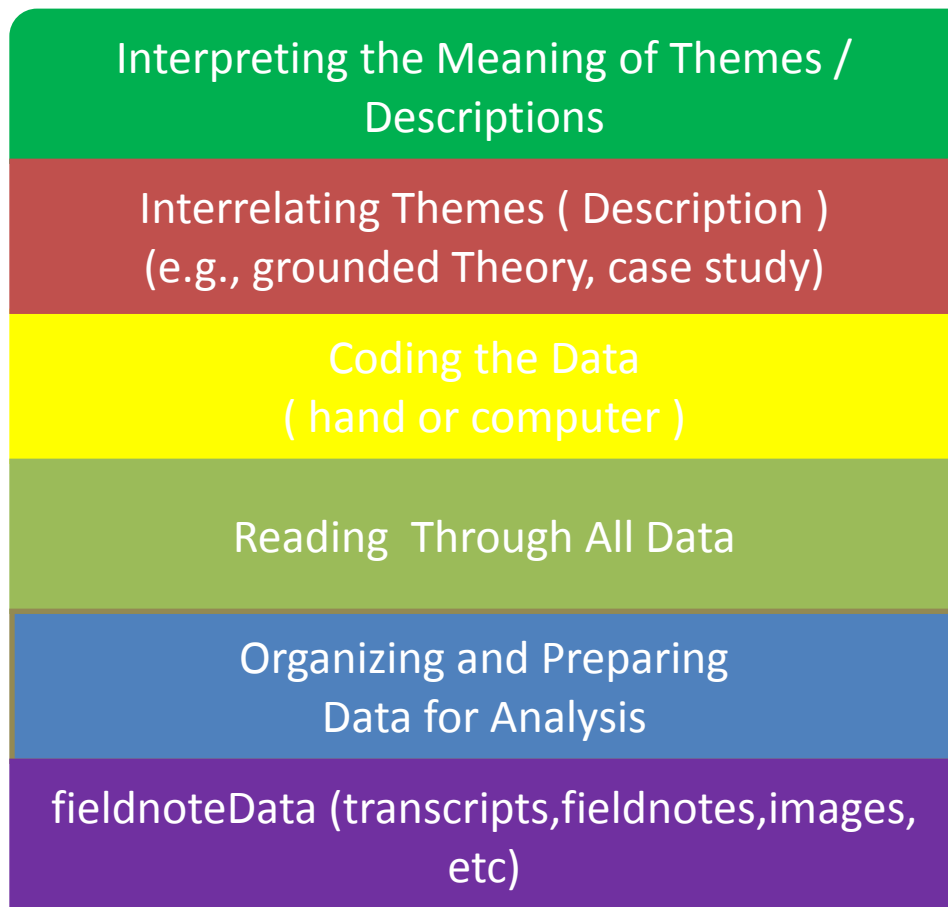 Interpreting the Meaning of Themes /
Descriptions
Interrelating Themes ( Description )
(e.g., grounded Theory, case study)
Coding the Data
( hand or computer )
Reading  Through All Data
Organizing and Preparing
Data for Analysis
fieldnoteData (transcripts,fieldnotes,images,
etc)